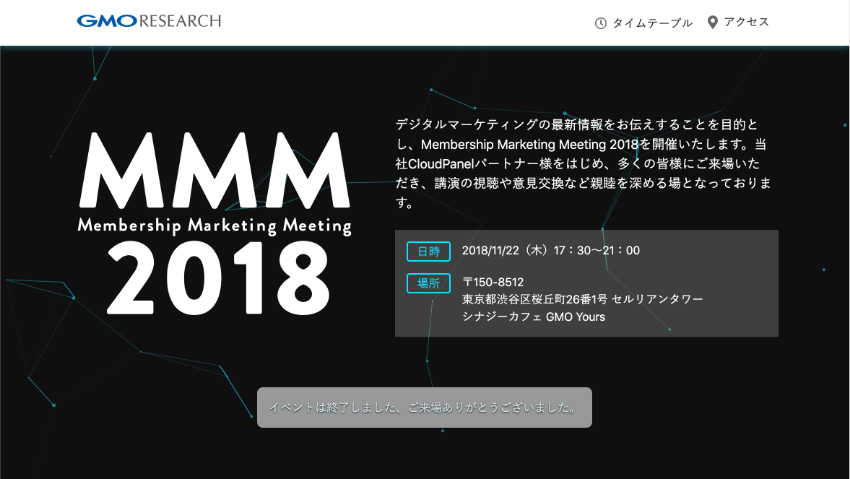 GMO RESEARCH
タイムテーブル
アクセス
MMM
Membership Marketing Meeting
2018
デジタルマーケティングの最新情報をお伝えすることを目的と
し、Membership Marketing Meeting 2018を開催いたします。当
社CloudPanelパートナー様をはじめ、多くの皆様にご来場いた
だき、講演の視聴や意見交換など親睦を深める場となっておりま
す。
日時 2018/11/22（木）17：30〜21：00
場所 〒150-8512
東京都渋谷区桜丘町26番1号 セルリアンタワー
シナジーカフェ GMO Yours
イベントは終了しました、ご来場ありがとうございました。